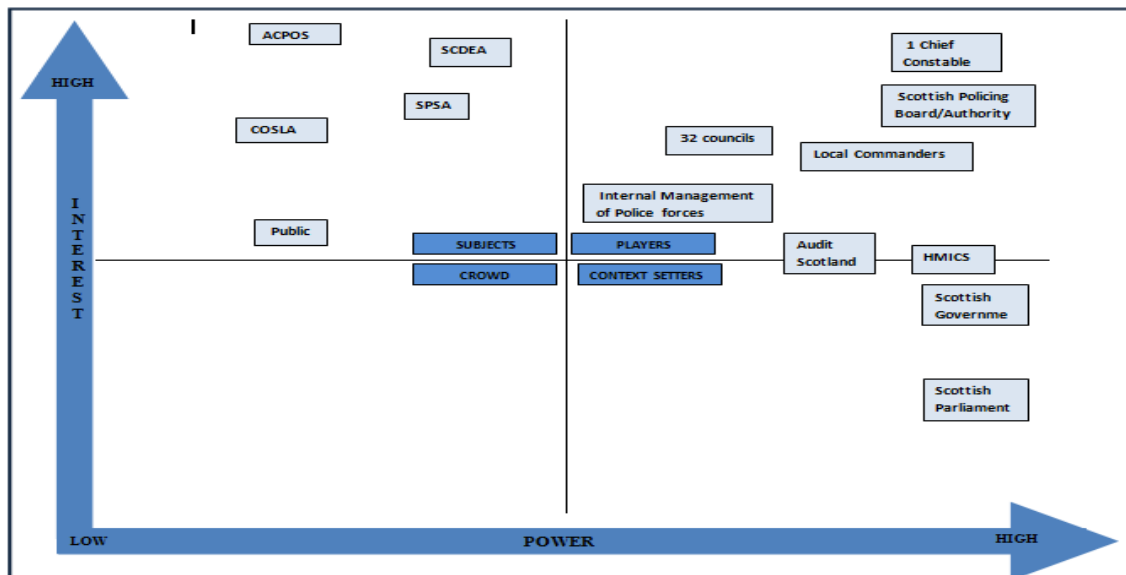 ACPOS
SCDEA
1 Chief
Constable
HIGH
SPSA
Scottish Policing
Board/Authority
COSLA
32 councils
Local Commanders
INTEREST
Internal Management
of Police forces
Public
SUBJECTS
PLAYERS
Audit
Scotland
HMICS
CROWD
CONTEXT SETTERS
Scottish
Governme
Scottish
Parliament
LOW
POWER
HIGH